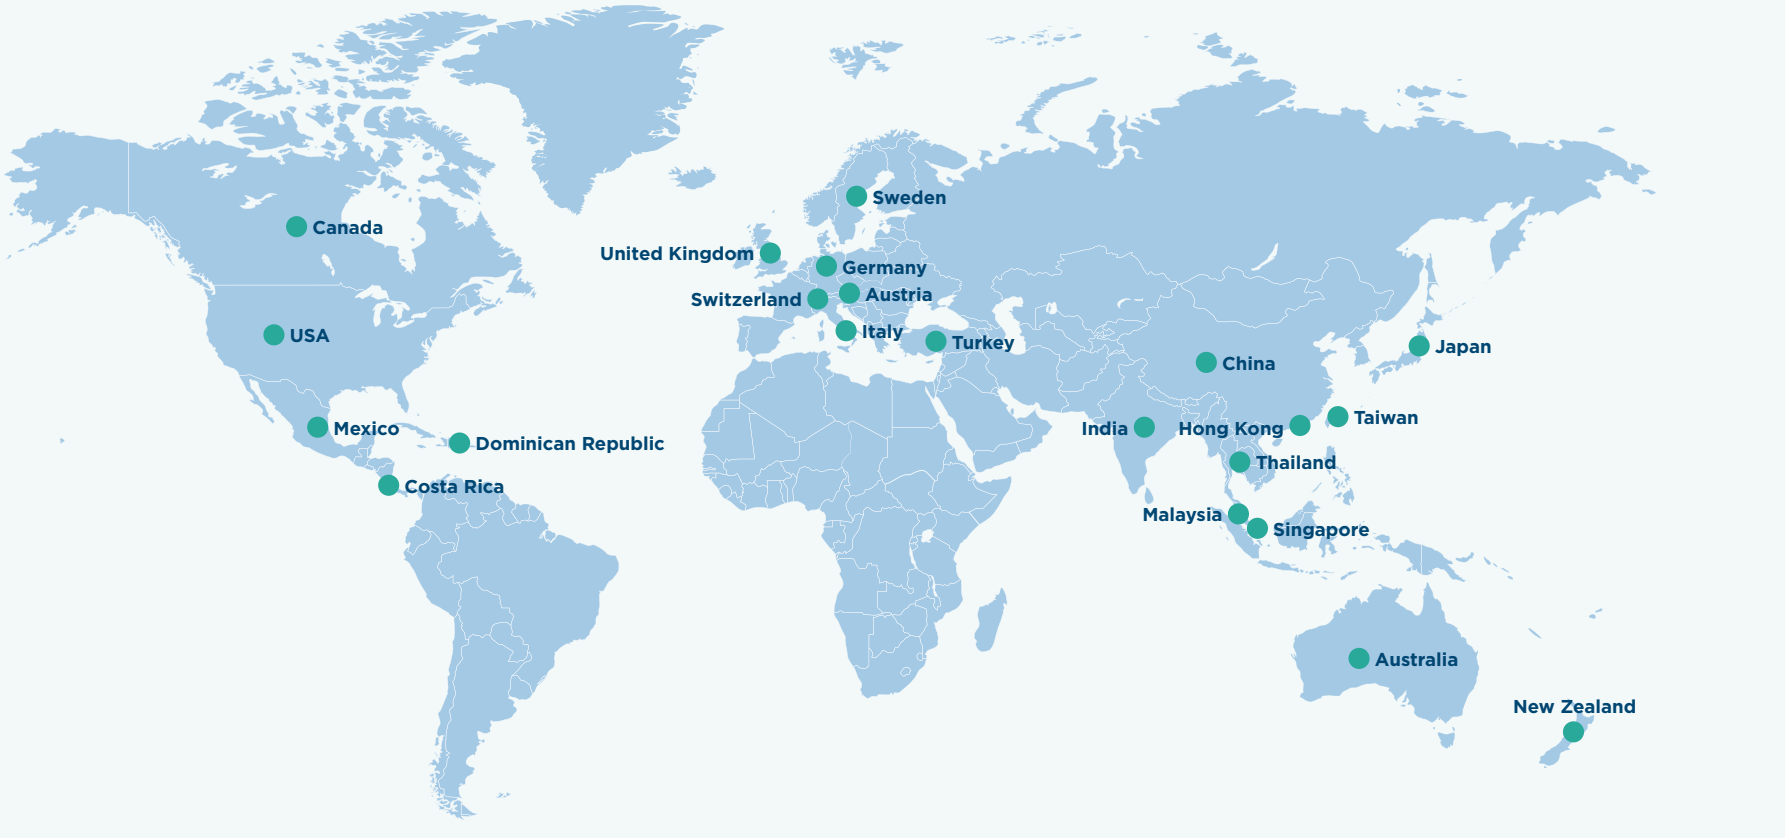 Sweden
Canada
United Kingdom
Germany
Switzerland
Austria
Italy
USA
Turkey
Japan
China
Taiwan
Mexico
India
Hong Kong
Dominican Republic
Thailand
Costa Rica
Malaysia
Singapore
Australia
New Zealand